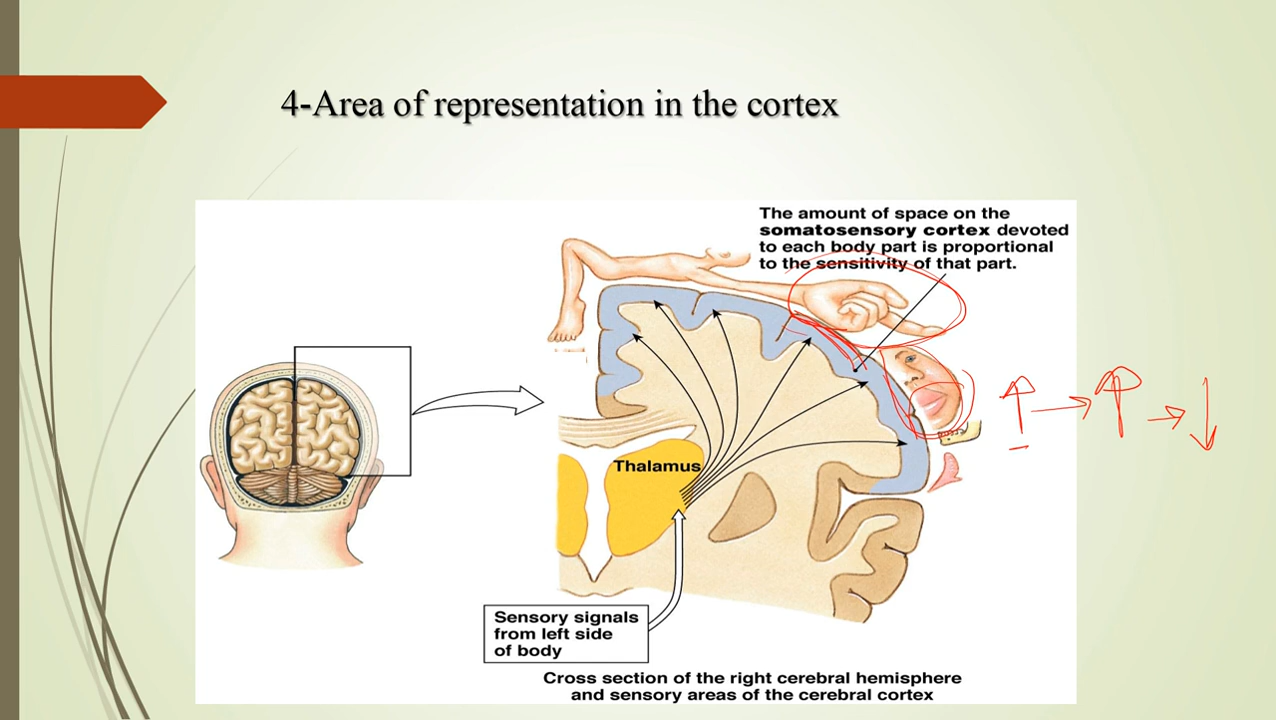 4-Area of representation in the cortex
The amount of space on the
somatosensory cortex devoted
to each body part is proportional
to the sensitivity of that part.
Thalamus
Sensory signals
from left side
of body
Cross section of the right cerebral hemisphere
and sensory areas of the cerebral cortex